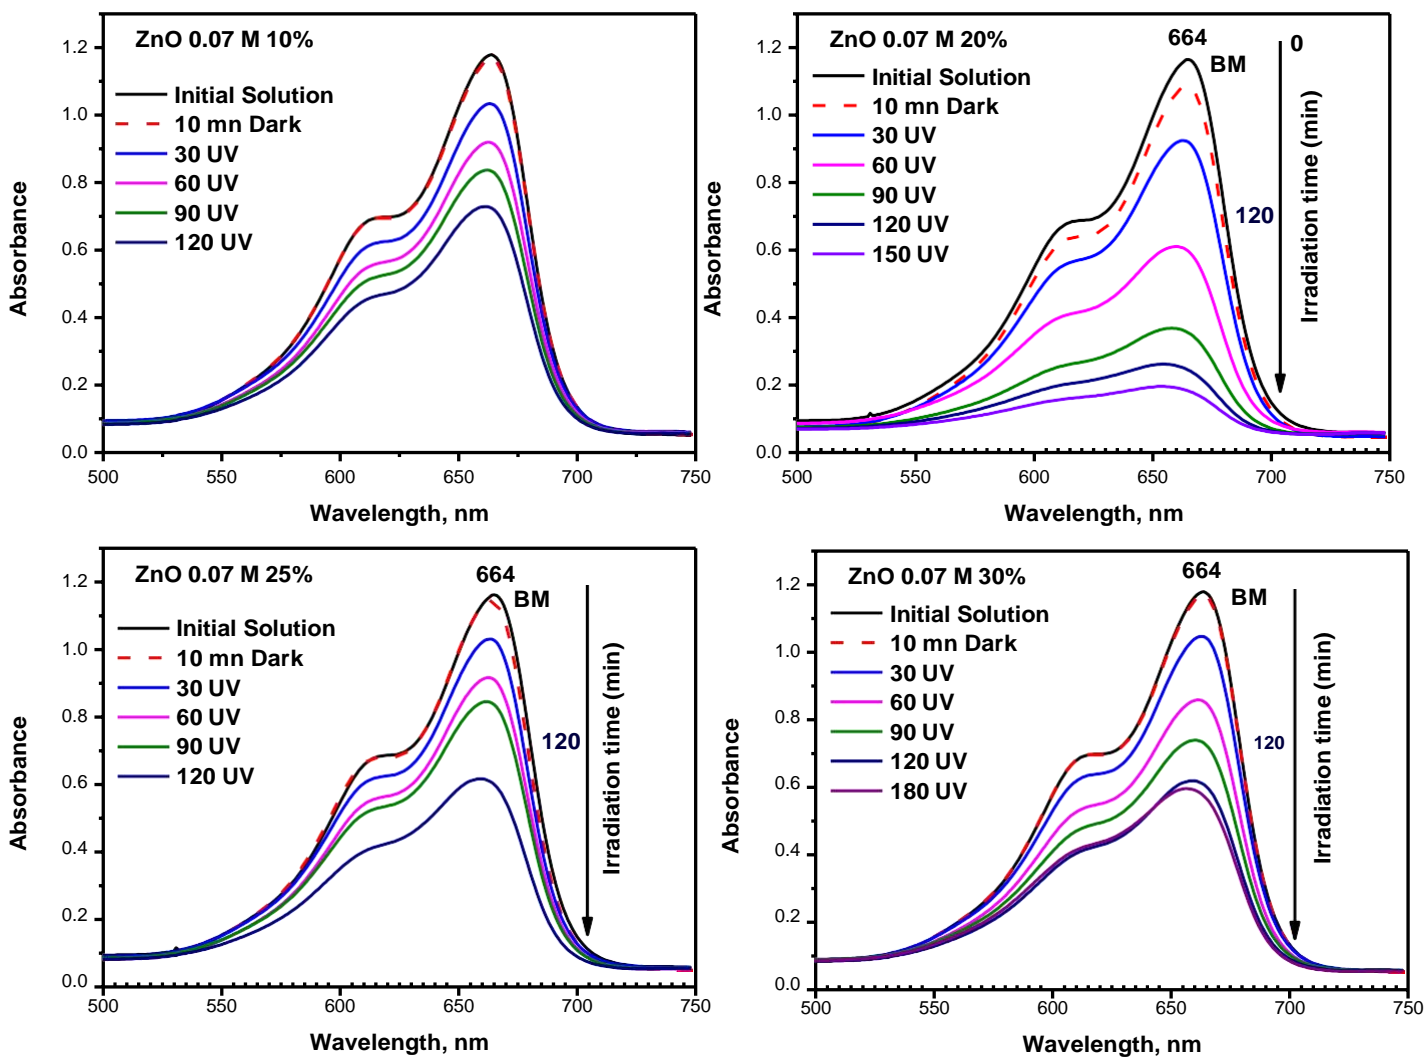 ZnO 0.07 M 10%
Initial Solution
10 mn Dark
30 UV
60 UV
90 UV
120 UV
1.2
1.0
0.8
0.6
0.4
0.2
0.0
500
550
600
650
700
750
Absorbance
Wavelength, nm
ZnO 0.07 M 20%
664
BM
0
Initial Solution
10 mn Dark
30 UV
60 UV
90 UV
120 UV
150 UV
120
Irradiation time (min)
1.2
1.0
0.8
0.6
0.4
0.2
0.0
500
550
600
650
700
750
Absorbance
Wavelength, nm
ZnO 0.07 M 25%
664
BM
Initial Solution
10 mn Dark
30 UV
60 UV
90 UV
120 UV
120
Irradiation time (min)
1.2
1.0
0.8
0.6
0.4
0.2
0.0
500
550
600
650
700
750
Absorbance
Wavelength, nm
ZnO 0.07 M 30%
664
BM
Initial Solution
10 mn Dark
30 UV
60 UV
90 UV
120 UV
180 UV
120
Irradiation time (min)
1.2
1.0
0.8
0.6
0.4
0.2
0.0
500
550
600
650
700
750
Absorbance
Wavelength, nm